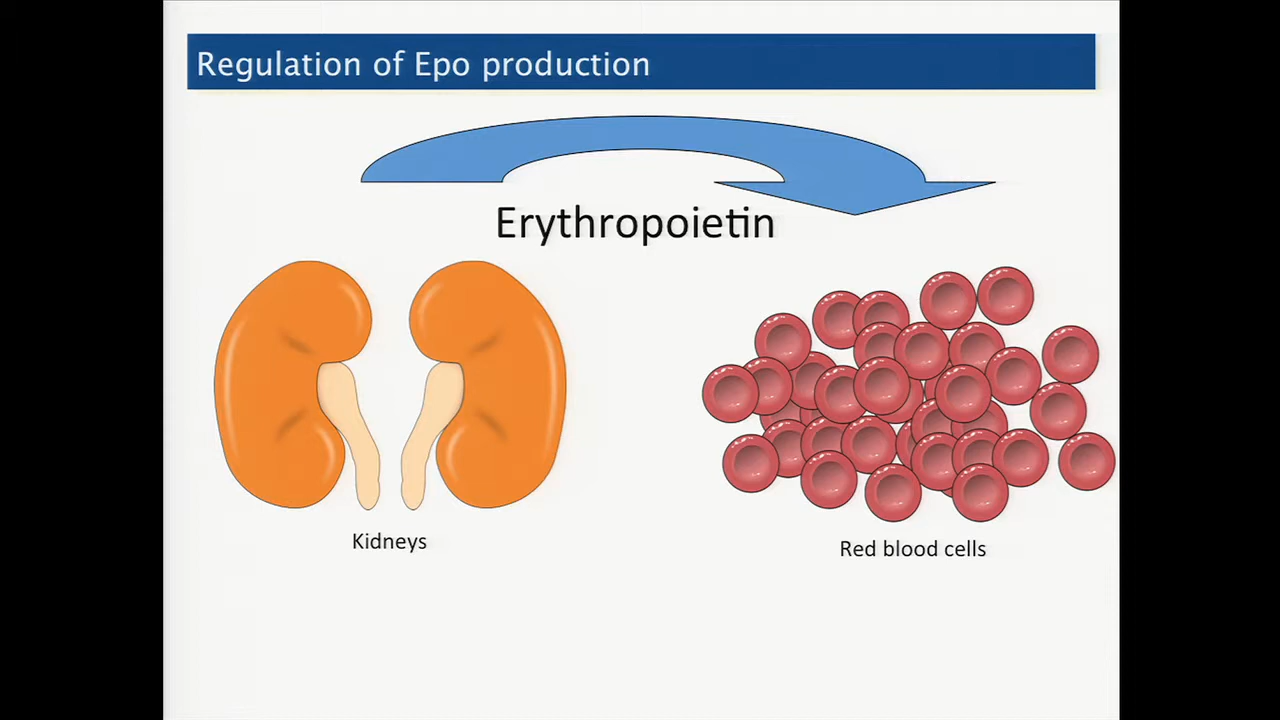 Regulation of Epo production
Erythropoietin
Kidneys
Red blood cells